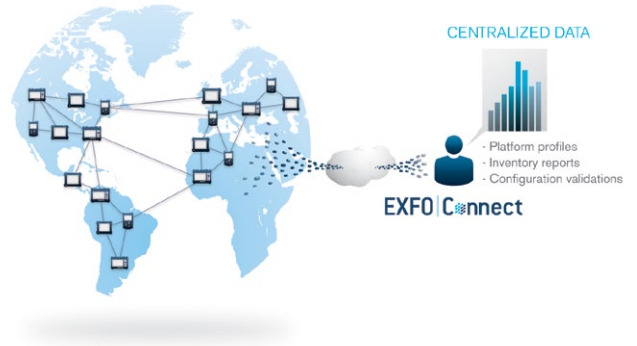 CENTRALIZED DATA
- Platform profiles
- Inventory reports
- Configuration validations
EXFO|Connect